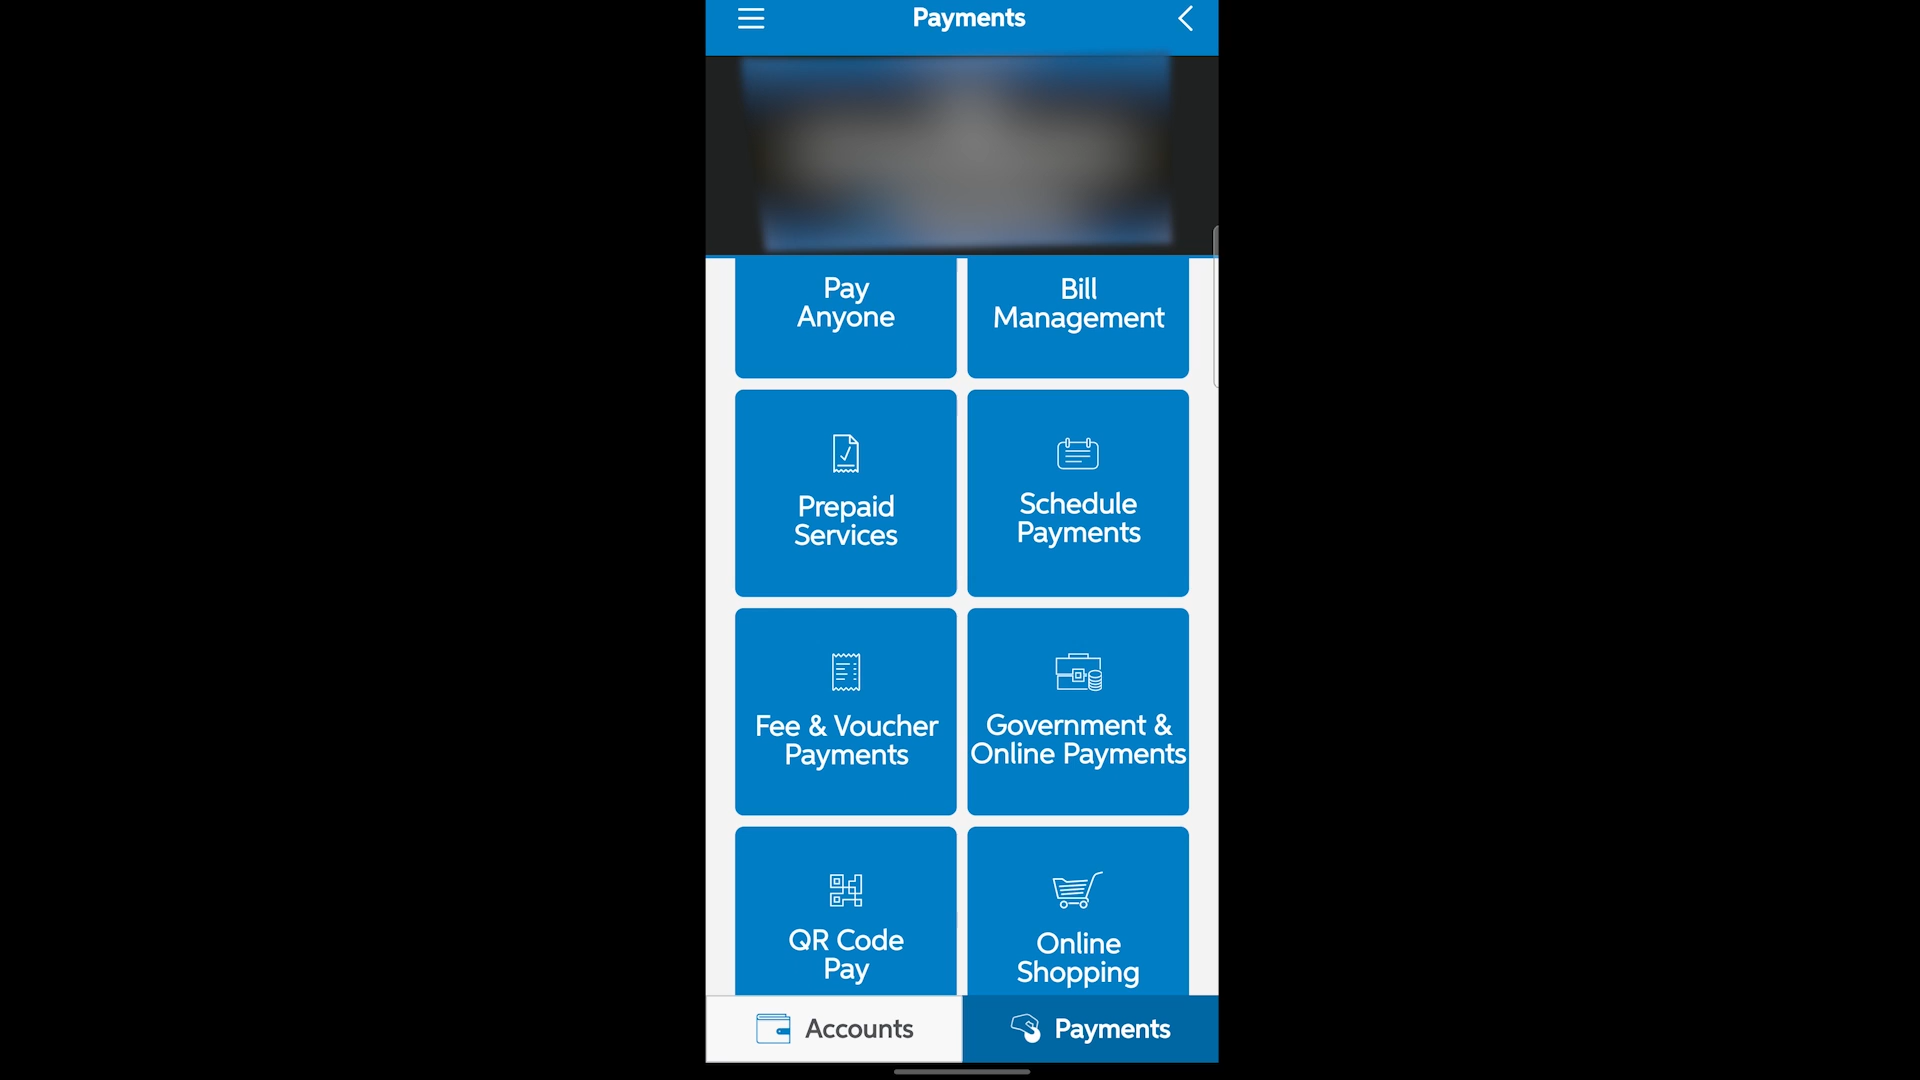 Payments
Pay
Anyone
Bill
Management
Prepaid
Services
Schedule
Payments
Fee & Voucher
Payments
Government &
Online Payments
QR Code
Pay
Online
Shopping
Accounts
Payments